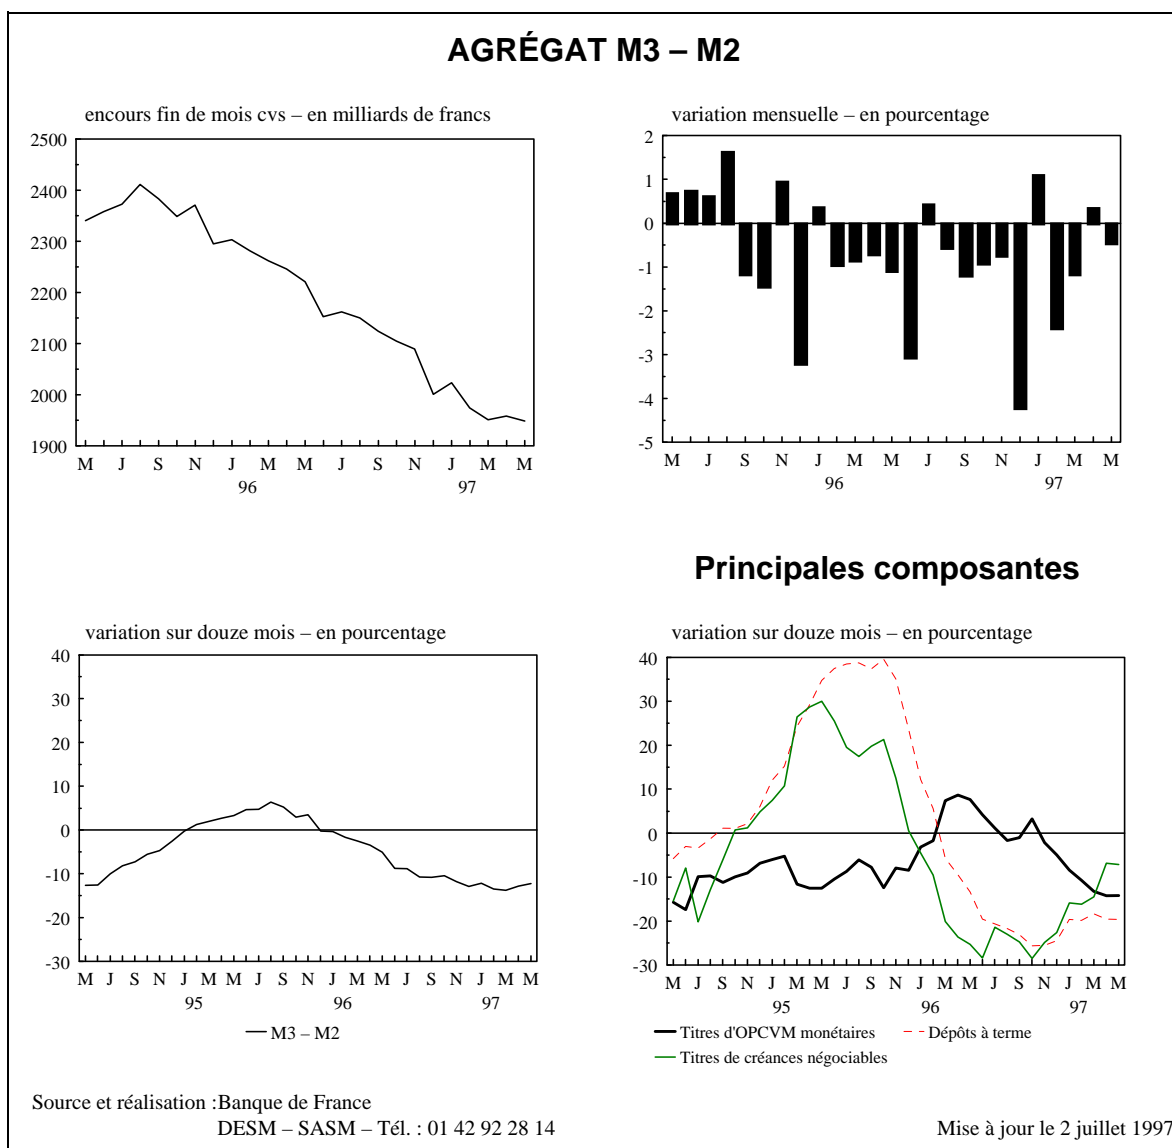 AGRÉGAT M3 – M2
encours fin de mois cvs – en milliards de francs
2500
2400
2300
2200
2100
2000
1900
M J S N J M M J S N J M M
96 97
variation mensuelle – en pourcentage
2
1
0
-1
-2
-3
-4
-5
M J S N J M M J S N J M M
96 97
Principales composantes
variation sur douze mois – en pourcentage
40
30
20
10
0
-10
-20
-30
M J S N J M M J S N J M M J S N J M M
95 96 97
M3 – M2
variation sur douze mois – en pourcentage
40
30
20
10
0
-10
-20
-30
M J S N J M M J S N J M M J S N J M M
95 96 97
Titres d'OPCVM monétaires Dépôts à terme
Titres de créances négociables
Source et réalisation :Banque de France
DESM – SASM – Tél. : 01 42 92 28 14 Mise à jour le 2 juillet 1997